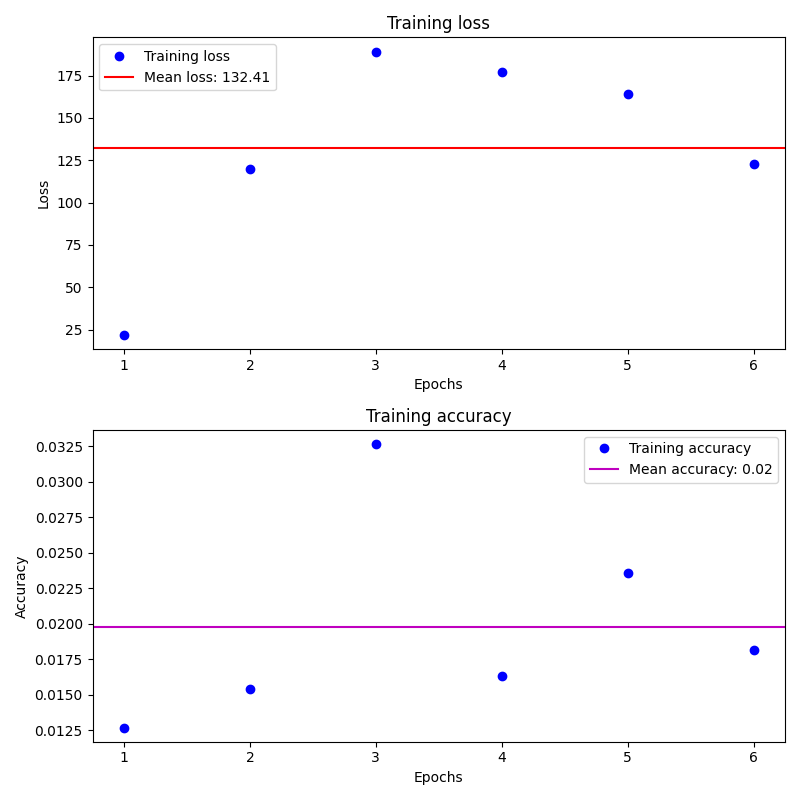 Training loss
Training loss
Mean loss: 132.41
175
150
125
100
75
50
25
Loss
1 2 3 4 5 6
Epochs
Training accuracy
Training accuracy
Mean accuracy: 0.02
0.0325
0.0300
0.0275
0.0250
0.0225
0.0200
0.0175
0.0150
0.0125
Accuracy
1 2 3 4 5 6
Epochs